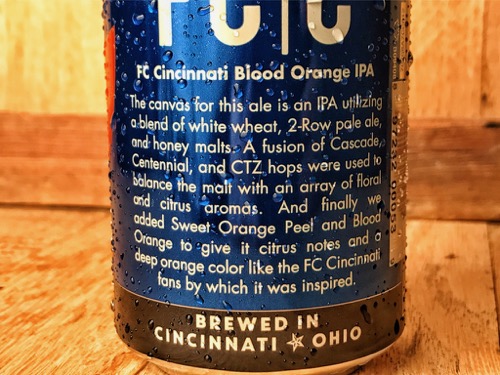 FC|C
FC Cincinnati Blood Orange IPA
The canvas for this ale is an IPA utilizing
a blend of white wheat, 2-Row pale ale,
and honey malts. A fusion of Cascade,
Centennial, and CTZ hops were used to
balance the malt with an array of floral
and citrus aromas. And finally we
added Sweet Orange Peel and Blood
Orange to give it citrus notes and a
deep orange color like the FC Cincinnati
fans by which it was inspired.
BREWED IN
CINCINNATI ★ OHIO